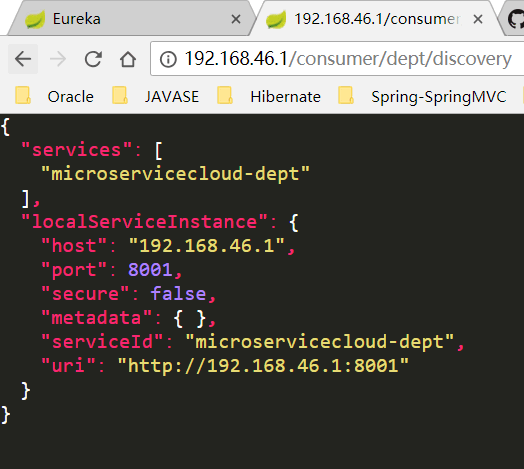 Eureka
192.168.46.1/consumer
192.168.46.1/consumer/dept/discovery
Oracle JAVASE Hibernate Spring-SpringMVC
{
"services": [
"microservicecloud-dept"
],
"localServiceInstance": {
"host": "192.168.46.1",
"port": 8001,
"secure": false,
"metadata": { },
"serviceId": "microservicecloud-dept",
"uri": "http://192.168.46.1:8001"
}
}